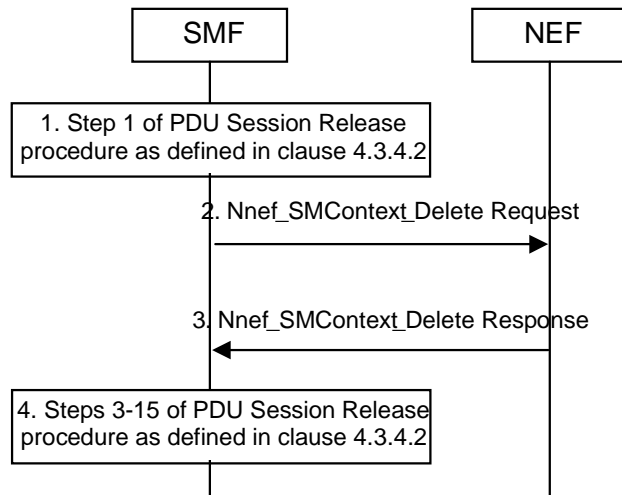 SMF
NEF
1. Step 1 of PDU Session Release
procedure as defined in clause 4.3.4.2
2. Nnef_SMContext_Delete Request
3. Nnef_SMContext_Delete Response
4. Steps 3-15 of PDU Session Release
procedure as defined in clause 4.3.4.2